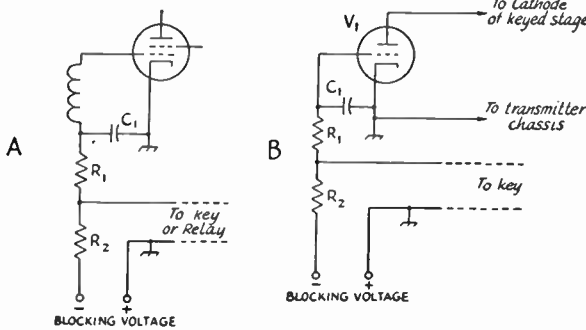 A
C₁
R₁
R₂
To key
or Relay
–
+
BLOCKING VOLTAGE
B
V₁
To Cathode
of keyed stage
C₁
R₁
To transmitter
chassis
R₂
To key
–
+
BLOCKING VOLTAGE